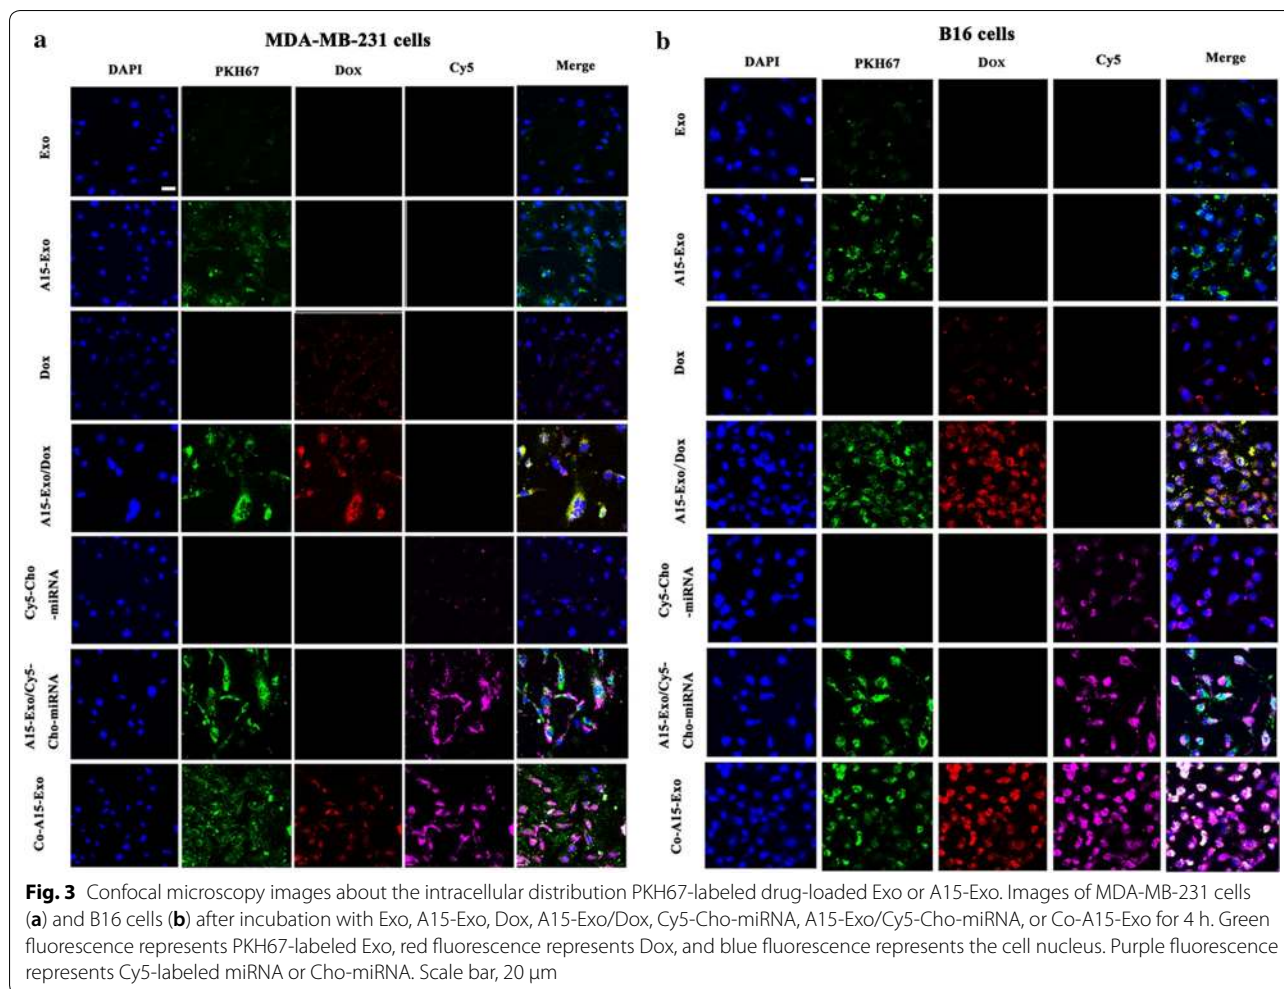 a
MDA-MB-231 cells
DAPI PKH67 Dox Cy5 Merge
Exo
A15-Exo
Dox
A15-Exo/Dox
Cy5-Cho
-miRNA
A15-Exo/Cy5-
Cho-miRNA
Co-A15-Exo
b
B16 cells
DAPI PKH67 Dox Cy5 Merge
Exo
A15-Exo
Dox
A15-Exo/Dox
Cy5-Cho
-miRNA
A15-Exo/Cy5-
Cho-miRNA
Co-A15-Exo
Fig. 3 Confocal microscopy images about the intracellular distribution PKH67-labeled drug-loaded Exo or A15-Exo. Images of MDA-MB-231 cells
(a) and B16 cells (b) after incubation with Exo, A15-Exo, Dox, A15-Exo/Dox, Cy5-Cho-miRNA, A15-Exo/Cy5-Cho-miRNA, or Co-A15-Exo for 4 h. Green
fluorescence represents PKH67-labeled Exo, red fluorescence represents Dox, and blue fluorescence represents the cell nucleus. Purple fluorescence
represents Cy5-labeled miRNA or Cho-miRNA. Scale bar, 20 μm